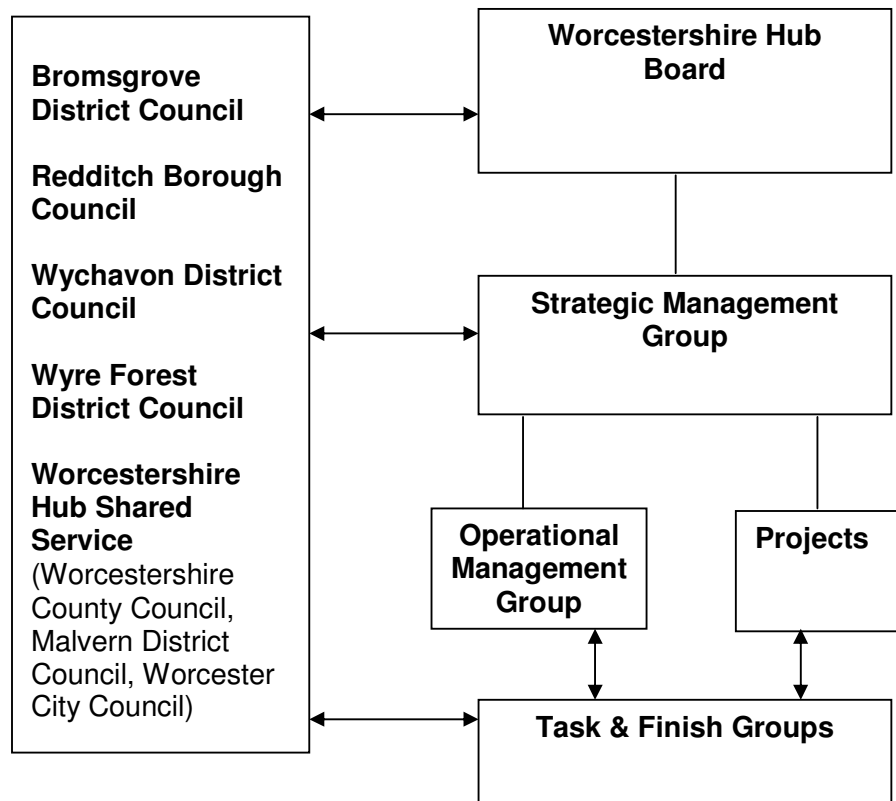 Bromsgrove
District Council
Redditch Borough
Council
Wychavon District
Council
Wyre Forest
District Council
Worcestershire
Hub Shared
Service
(Worcestershire
County Council,
Malvern District
Council, Worcester
City Council)
Worcestershire Hub
Board
Strategic Management
Group
Operational
Management
Group
Projects
Task & Finish Groups